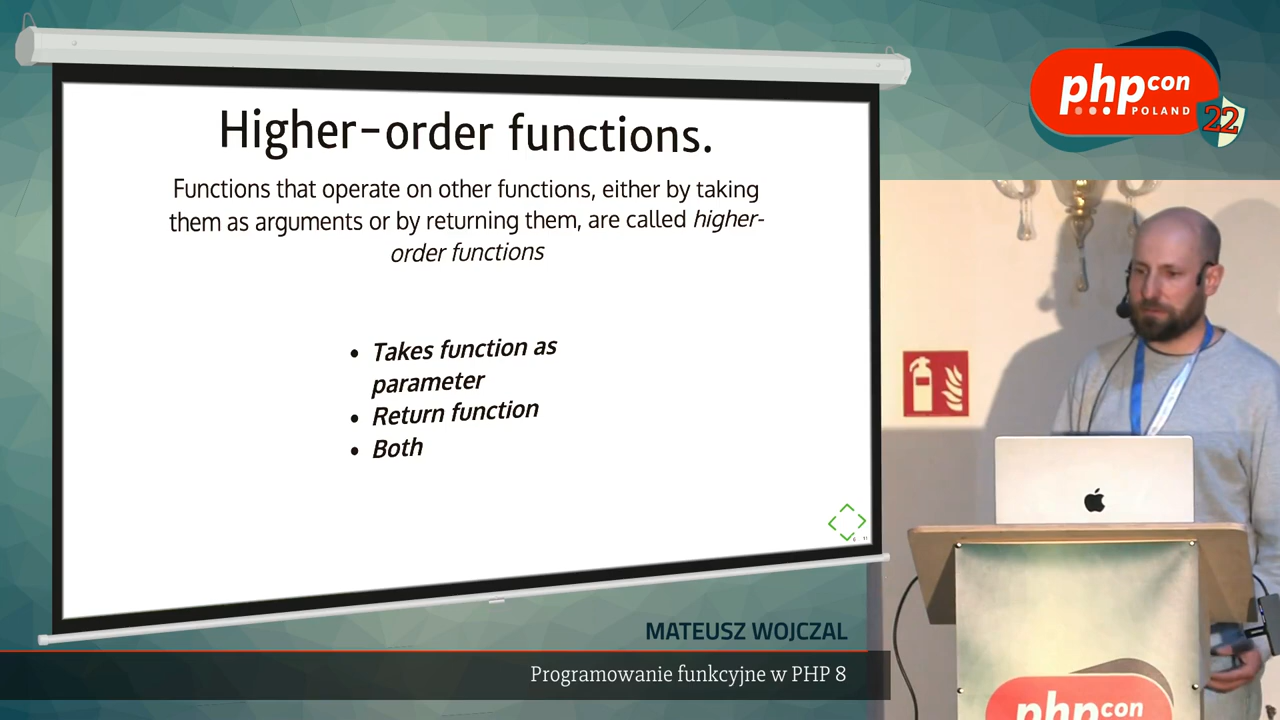 Higher-order functions.
Functions that operate on other functions, either by taking
them as arguments or by returning them, are called higher-
order functions
• Takes function as
parameter
• Return function
• Both
php con
POLAND
22
MATEUSZ WOJCZAL
Programowanie funkcyjne w PHP 8
phpcon